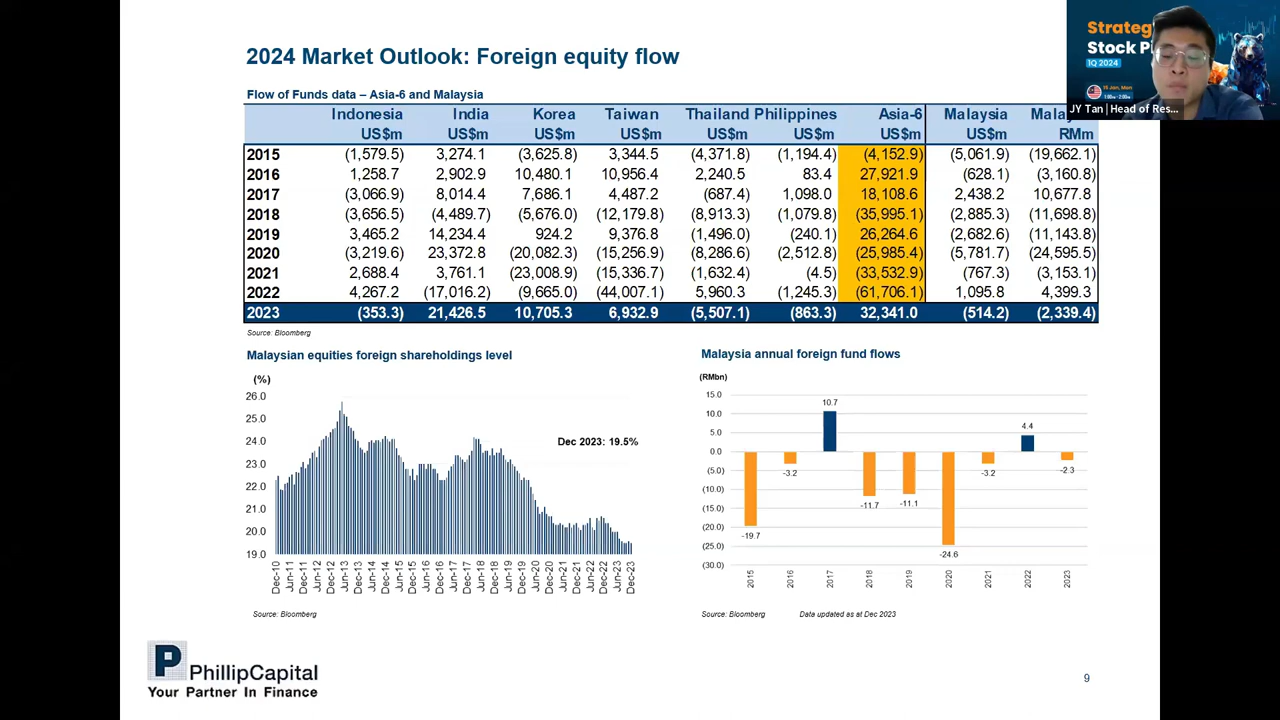 2024 Market Outlook: Foreign equity flow
Strateg
Stock Pi
1Q 2024
15 Jan, Mon
JY Tan | Head of Res...
Flow of Funds data – Asia-6 and Malaysia
Indonesia India Korea Taiwan Thailand Philippines Asia-6 Malaysia Malay
US$m US$m US$m US$m US$m US$m US$m US$m RMm
2015 (1,579.5) 3,274.1 (3,625.8) 3,344.5 (4,371.8) (1,194.4) (4,152.9) (5,061.9) (19,662.1)
2016 1,258.7 2,902.9 10,480.1 10,956.4 2,240.5 83.4 27,921.9 (628.1) (3,160.8)
2017 (3,066.9) 8,014.4 7,686.1 4,487.2 (687.4) 1,098.0 18,108.6 2,438.2 10,677.8
2018 (3,656.5) (4,489.7) (5,676.0) (12,179.8) (8,913.3) (1,079.8) (35,995.1) (2,885.3) (11,698.8)
2019 3,465.2 14,234.4 924.2 9,376.8 (1,496.0) (240.1) 26,264.6 (2,682.6) (11,143.8)
2020 (3,219.6) 23,372.8 (20,082.3) (15,256.9) (8,286.6) (2,512.8) (25,985.4) (5,781.7) (24,595.5)
2021 2,688.4 3,761.1 (23,008.9) (15,336.7) (1,632.4) (4.5) (33,532.9) (767.3) (3,153.1)
2022 4,267.2 (17,016.2) (9,665.0) (44,007.1) 5,960.3 (1,245.3) (61,706.1) 1,095.8 4,399.3
2023 (353.3) 21,426.5 10,705.3 6,932.9 (5,507.1) (863.3) 32,341.0 (514.2) (2,339.4)
Source: Bloomberg
Malaysian equities foreign shareholdings level
(%)
26.0
25.0
24.0
23.0
22.0
21.0
20.0
19.0
Dec 2023: 19.5%
Dec-10 Jun-11 Dec-11 Jun-12 Dec-12 Jun-13 Dec-13 Jun-14 Dec-14 Jun-15 Dec-15 Jun-16 Dec-16 Jun-17 Dec-17 Jun-18 Dec-18 Jun-19 Dec-19 Jun-20 Dec-20 Jun-21 Dec-21 Jun-22 Dec-22 Jun-23 Dec-23
Source: Bloomberg
Malaysia annual foreign fund flows
(RMbn)
15.0
10.0
5.0
0.0
(5.0)
(10.0)
(15.0)
(20.0)
(25.0)
(30.0)
-19.7 -3.2 10.7 -11.7 -11.1 -24.6 -3.2 4.4 -2.3
2015 2016 2017 2018 2019 2020 2021 2022 2023
Source: Bloomberg Data updated as at Dec 2023
P PhillipCapital
Your Partner In Finance
9